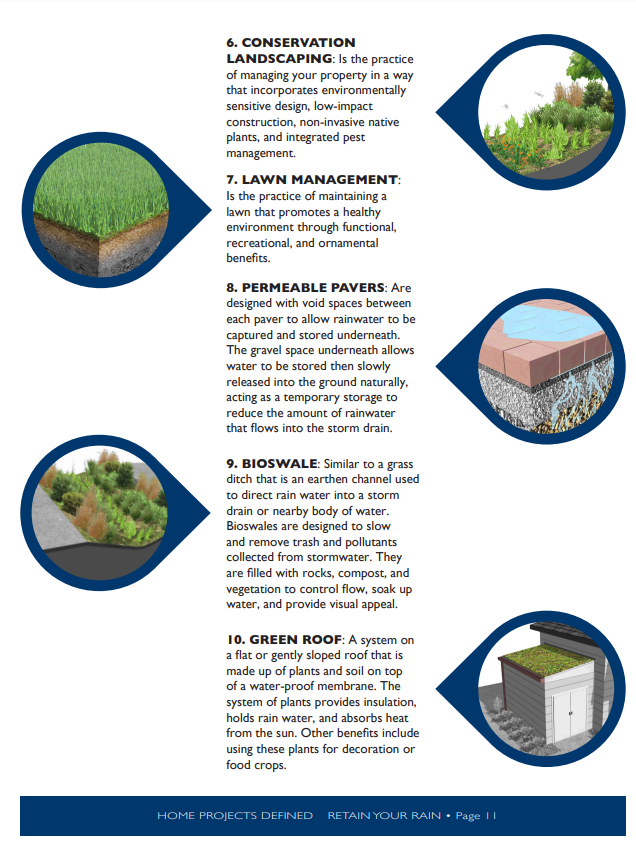 6. CONSERVATION
LANDSCAPING: Is the practice
of managing your property in a way
that incorporates environmentally
sensitive design, low-impact
construction, non-invasive native
plants, and integrated pest
management.
7. LAWN MANAGEMENT:
Is the practice of maintaining a
lawn that promotes a healthy
environment through functional,
recreational, and ornamental
benefits.
8. PERMEABLE PAVERS: Are
designed with void spaces between
each paver to allow rainwater to be
captured and stored underneath.
The gravel space underneath allows
water to be stored then slowly
released into the ground naturally,
acting as a temporary storage to
reduce the amount of rainwater
that flows into the storm drain.
9. BIOSWALE: Similar to a grass
ditch that is an earthen channel used
to direct rain water into a storm
drain or nearby body of water.
Bioswales are designed to slow
and remove trash and pollutants
collected from stormwater. They
are filled with rocks, compost, and
vegetation to control flow, soak up
water, and provide visual appeal.
10. GREEN ROOF: A system on
a flat or gently sloped roof that is
made up of plants and soil on top
of a water-proof membrane. The
system of plants provides insulation,
holds rain water, and absorbs heat
from the sun. Other benefits include
using these plants for decoration or
food crops.
HOME PROJECTS DEFINED RETAIN YOUR RAIN • Page 11